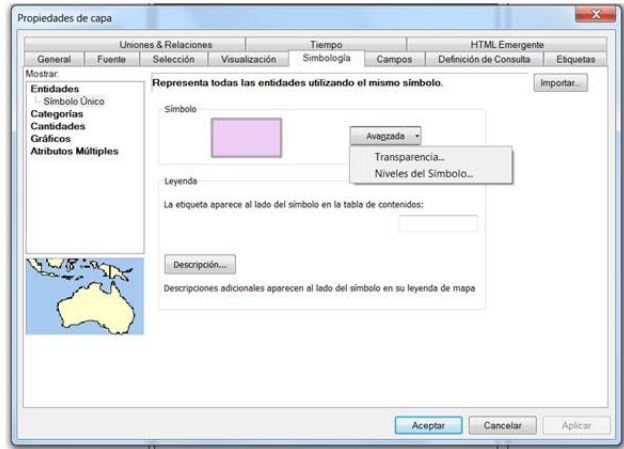 Propiedades de capa
Uniones & Relaciones Tiempo HTML Emergente
General Fuente Selección Visualización Simbología Campos Definición de Consulta Etiquetas
Mostrar:
Entidades
Símbolo Único
Categorías
Cantidades
Gráficos
Atributos Múltiples
Representa todas las entidades utilizando el mismo símbolo.
Importar...
Símbolo
Avanzada
Transparencia...
Niveles del Símbolo...
Leyenda
La etiqueta aparece al lado del símbolo en la tabla de contenidos:
Descripción...
Descripciones adicionales aparecen al lado del símbolo en su leyenda de mapa
Aceptar Cancelar Aplicar